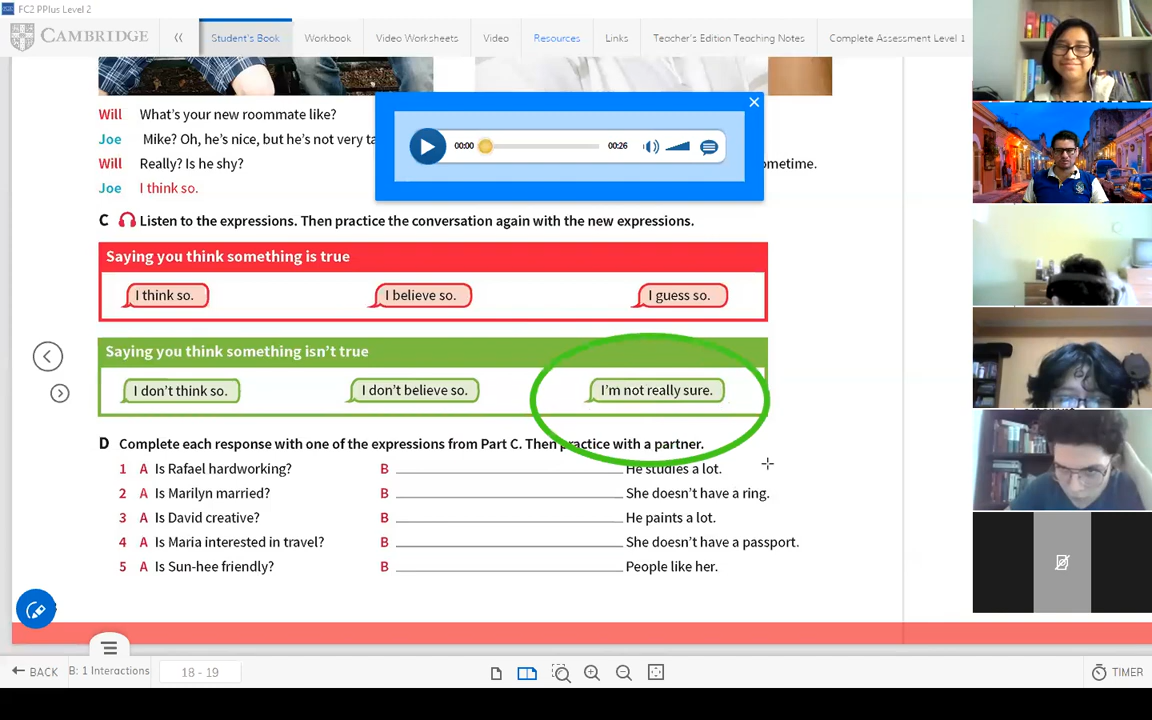 FC2 PPlus Level 2
CAMBRIDGE Student's Book Workbook Video Worksheets Video Resources Links Teacher's Edition Teaching Notes Complete Assessment Level 1
Will What's your new roommate like?
Joe Mike? Oh, he's nice, but he's not very
Will Really? Is he shy? ometime.
Joe I think so.
00:00 00:26
C Listen to the expressions. Then practice the conversation again with the new expressions.
Saying you think something is true
I think so. I believe so. I guess so.
Saying you think something isn't true
I don't think so. I don't believe so. I'm not really sure.
D Complete each response with one of the expressions from Part C. Then practice with a partner.
1 A Is Rafael hardworking? B ____ He studies a lot.
2 A Is Marilyn married? B ____ She doesn't have a ring.
3 A Is David creative? B ____ He paints a lot.
4 A Is Maria interested in travel? B ____ She doesn't have a passport.
5 A Is Sun-hee friendly? B ____ People like her.
BACK B: 1 Interactions 18 - 19 TIMER